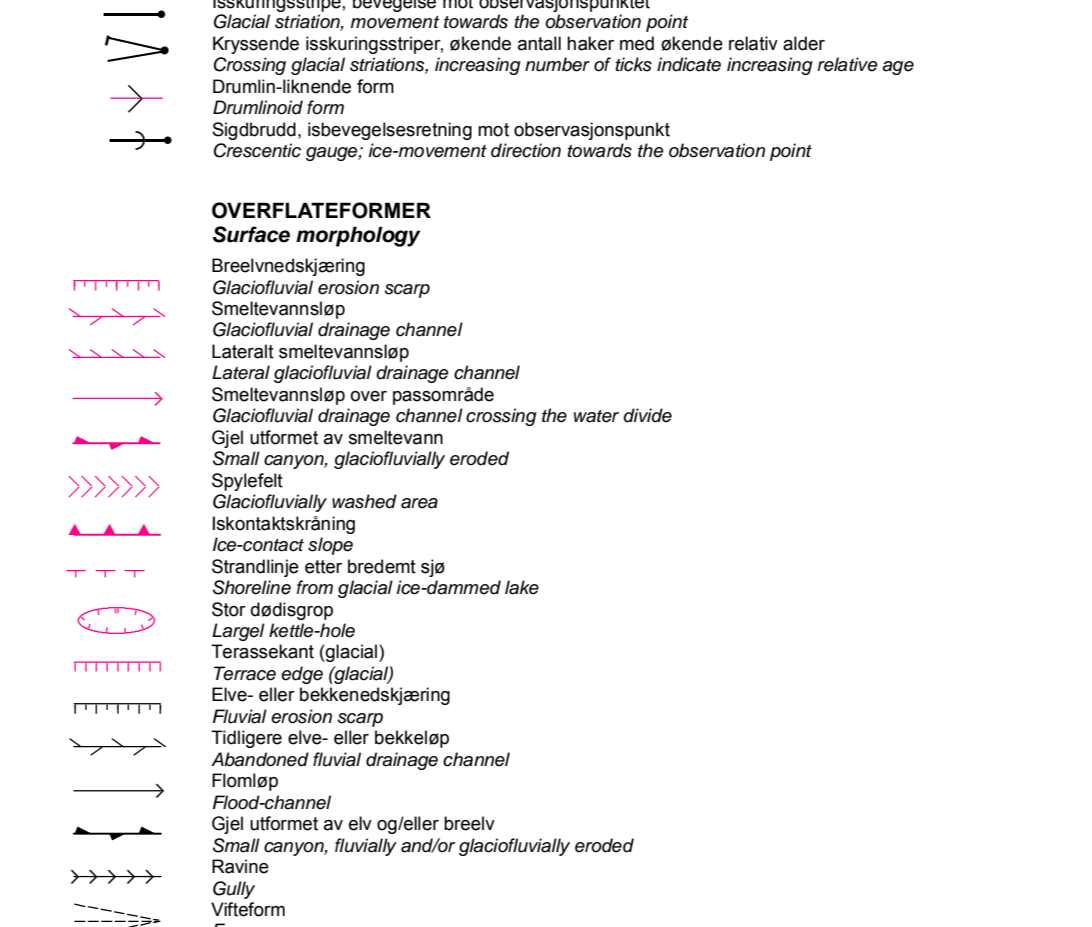 Isskuringsstripe, bevegelse mot observasjonspunktet
Glacial striation, movement towards the observation point
Kryssende isskuringsstriper, økende antall haker med økende relativ alder
Crossing glacial striations, increasing number of ticks indicate increasing relative age
Drumlin-liknende form
Drumlinoid form
Sigdbrudd, isbevegelsesretning mot observasjonspunkt
Crescentic gauge; ice-movement direction towards the observation point
OVERFLATEFORMER
Surface morphology
Breelvnedskjæring
Glaciofluvial erosion scarp
Smeltevannsløp
Glaciofluvial drainage channel
Lateralt smeltevannsløp
Lateral glaciofluvial drainage channel
Smeltevannsløp over passområde
Glaciofluvial drainage channel crossing the water divide
Gjel utformet av smeltevann
Small canyon, glaciofluvially eroded
Spylefelt
Glaciofluvially washed area
Iskontaktskråning
Ice-contact slope
Strandlinje etter bredemt sjø
Shoreline from glacial ice-dammed lake
Stor dødisgrop
Largel kettle-hole
Terassekant (glacial)
Terrace edge (glacial)
Elve- eller bekkenedskjæring
Fluvial erosion scarp
Tidligere elve- eller bekkeløp
Abandoned fluvial drainage channel
Flomløp
Flood-channel
Gjel utformet av elv og/eller breelv
Small canyon, fluvially and/or glaciofluvially eroded
Ravine
Gully
Vifteform